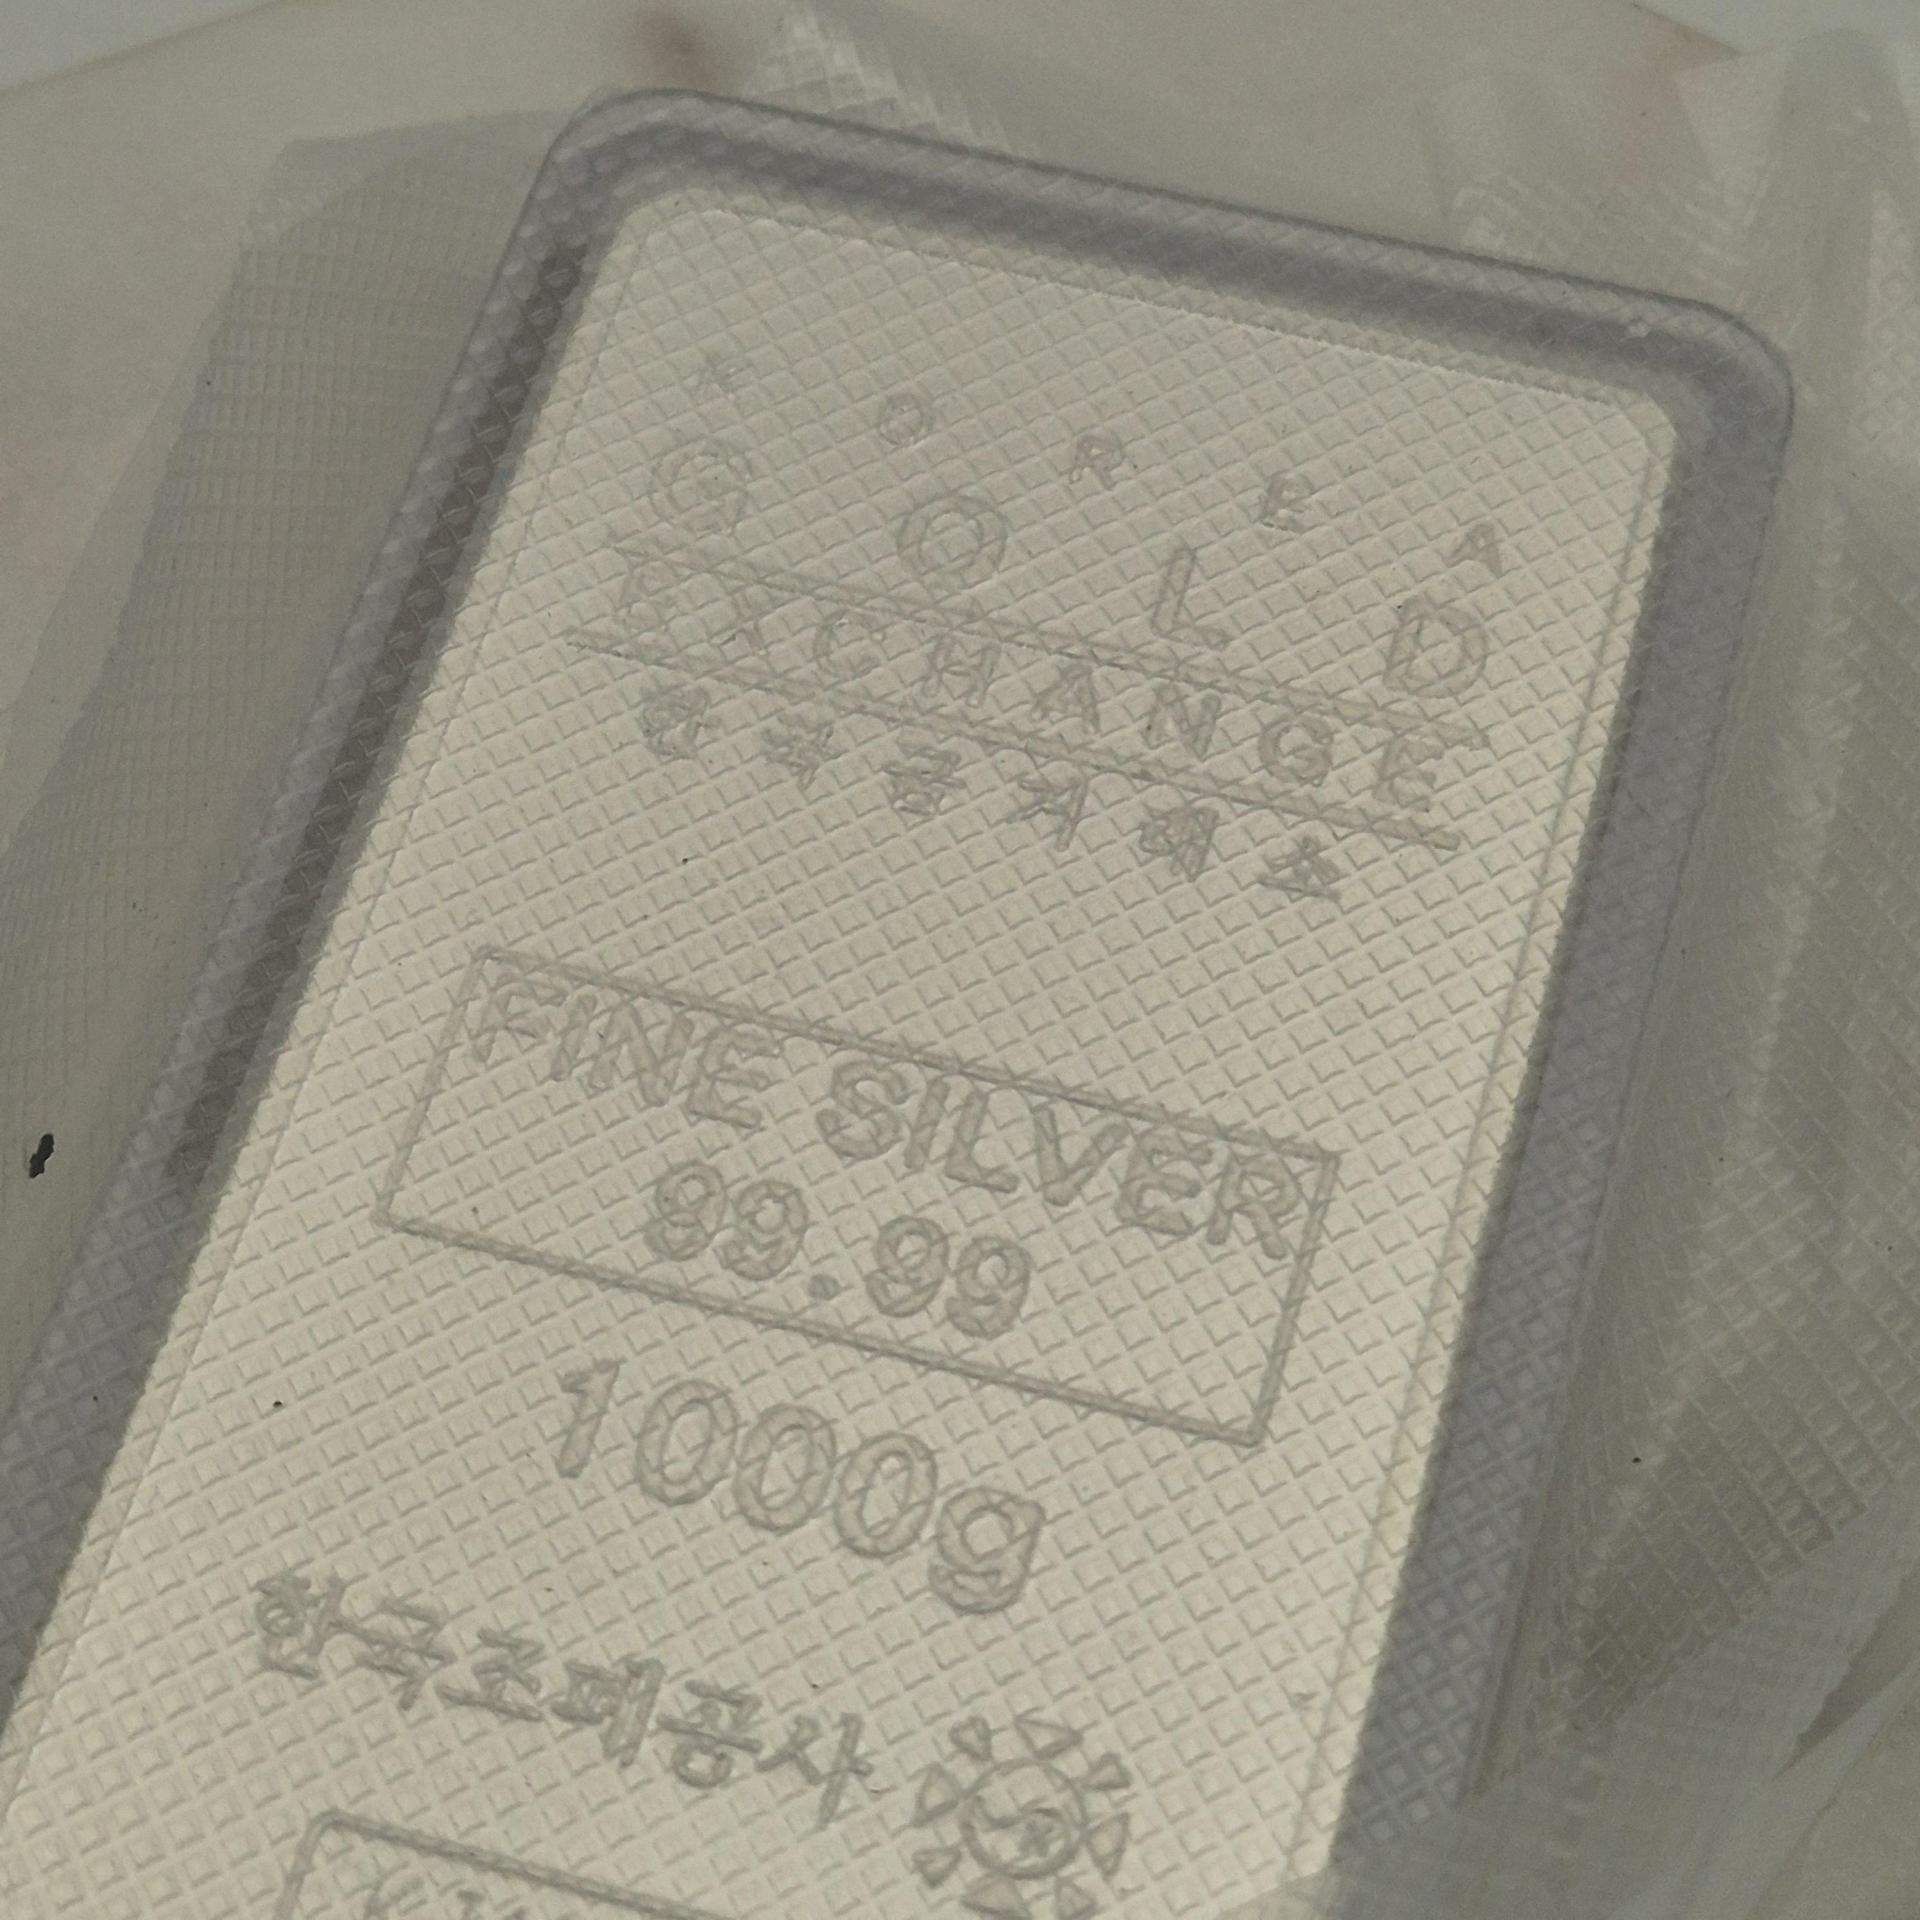 KOREA
GOLD
EXCHANGE
한국금거래소
FINE SILVER
99.99
1000g
한국조폐공사